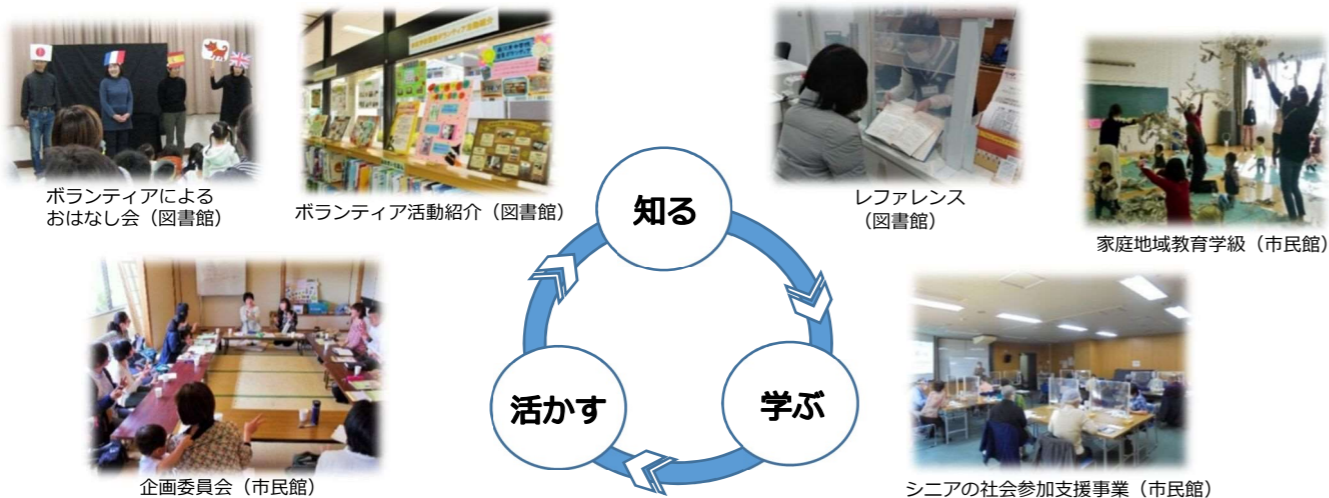 ボランティアによる
おはなし会（図書館）
ボランティア活動紹介（図書館）
レファレンス
（図書館）
家庭地域教育学級（市民館）
知る
学ぶ
活かす
企画委員会（市民館）
シニアの社会参加支援事業（市民館）